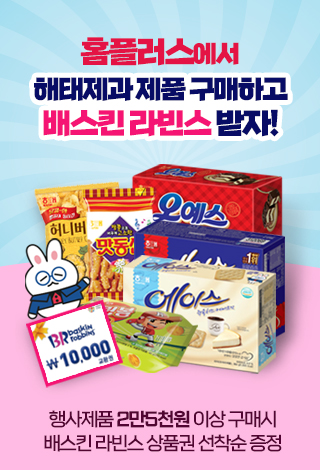 홈플러스에서
해태제과 제품 구매하고
배스킨 라빈스 받자!
오예스
허니버
맛동산
에이스
BR baskin robbins
₩10,000
교환권
행사제품 2만5천원 이상 구매시
배스킨 라빈스 상품권 선착순 증정